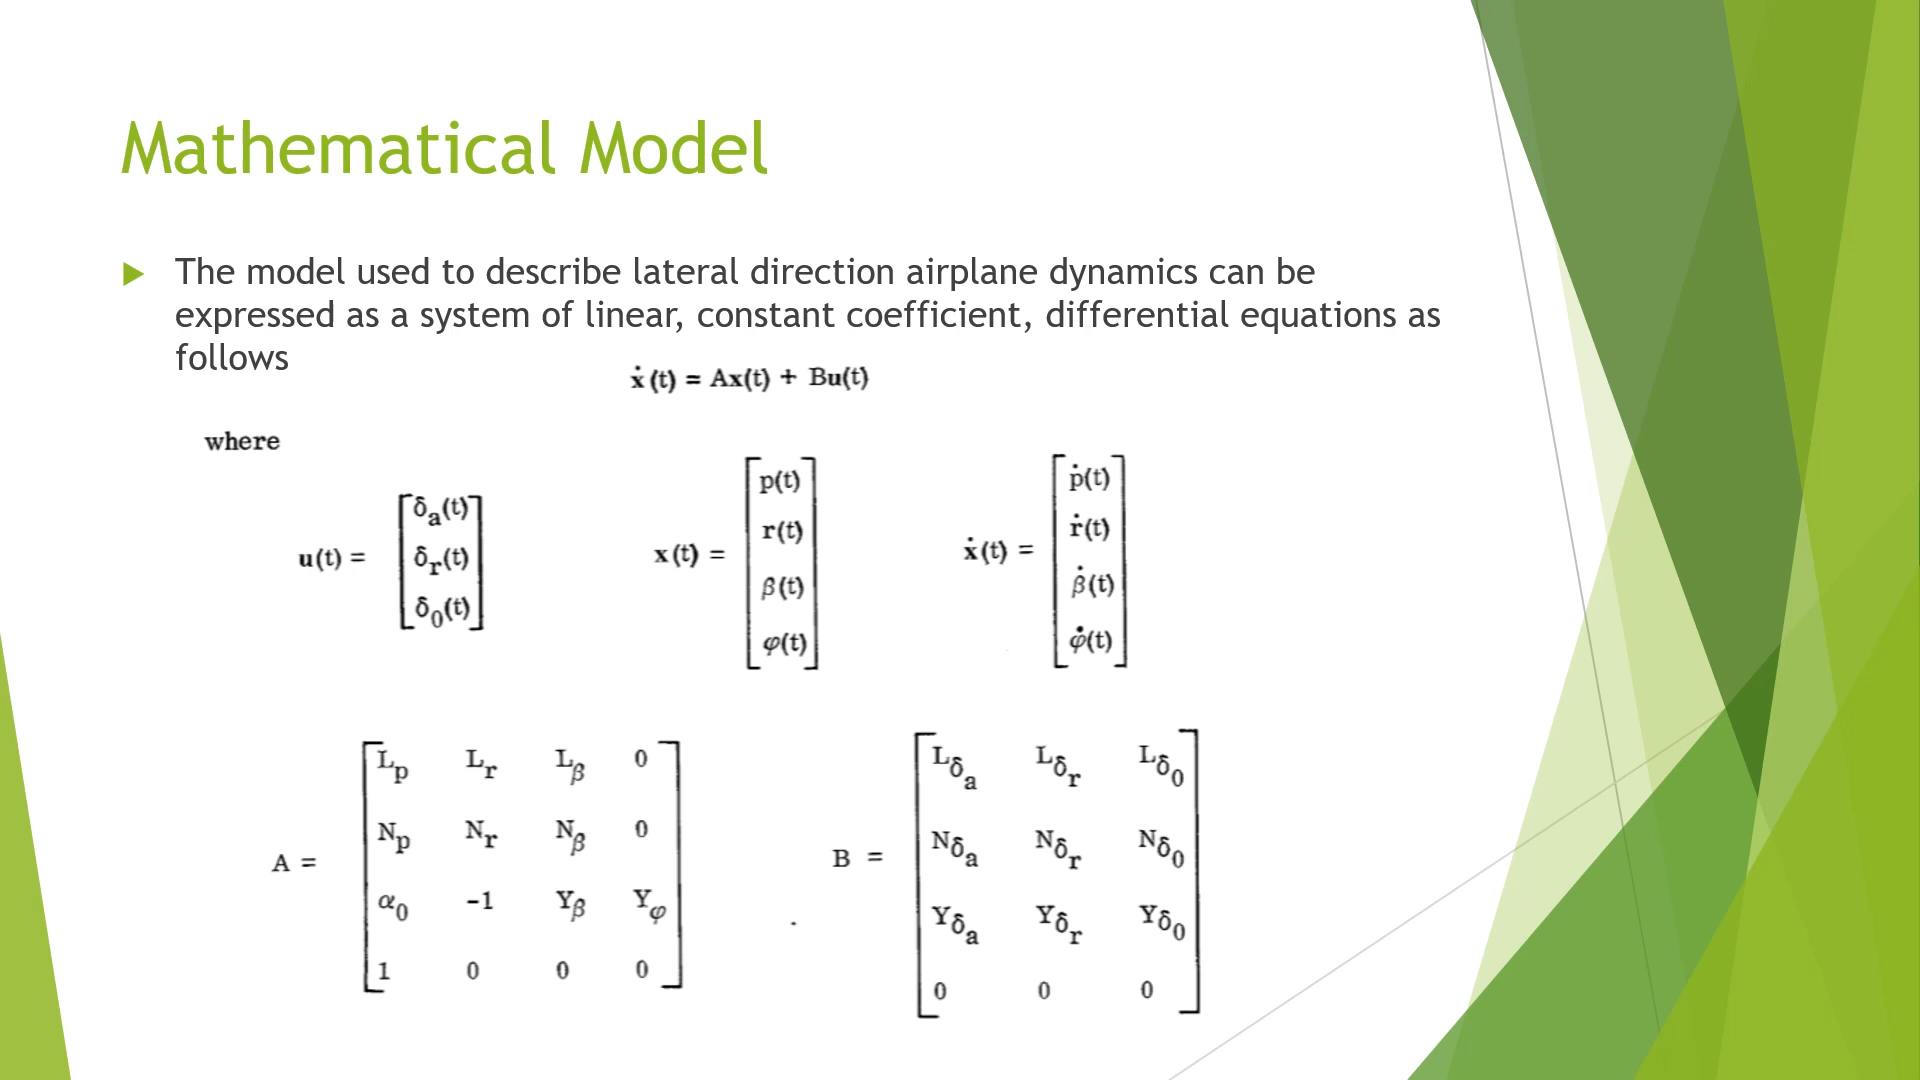 Mathematical Model
The model used to describe lateral direction airplane dynamics can be
expressed as a system of linear, constant coefficient, differential equations as
follows
ẋ(t) = Ax(t) + Bu(t)
where
u(t) = [δa(t) δr(t) δ0(t)]
x(t) = [p(t) r(t) β(t) φ(t)]
ẋ(t) = [ṗ(t) ṙ(t) β̇(t) φ̇(t)]
A =
Lp Lr Lβ 0
Np Nr Nβ 0
α0 -1 Yβ Yφ
1 0 0 0
B =
Lδa Lδr Lδ0
Nδa Nδr Nδ0
Yδa Yδr Yδ0
0 0 0